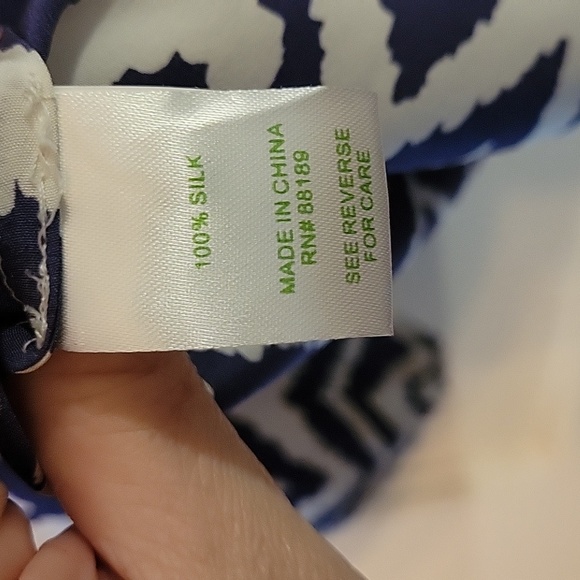 100% SILK
MADE IN CHINA
RN# 88189
SEE REVERSE
FOR CARE